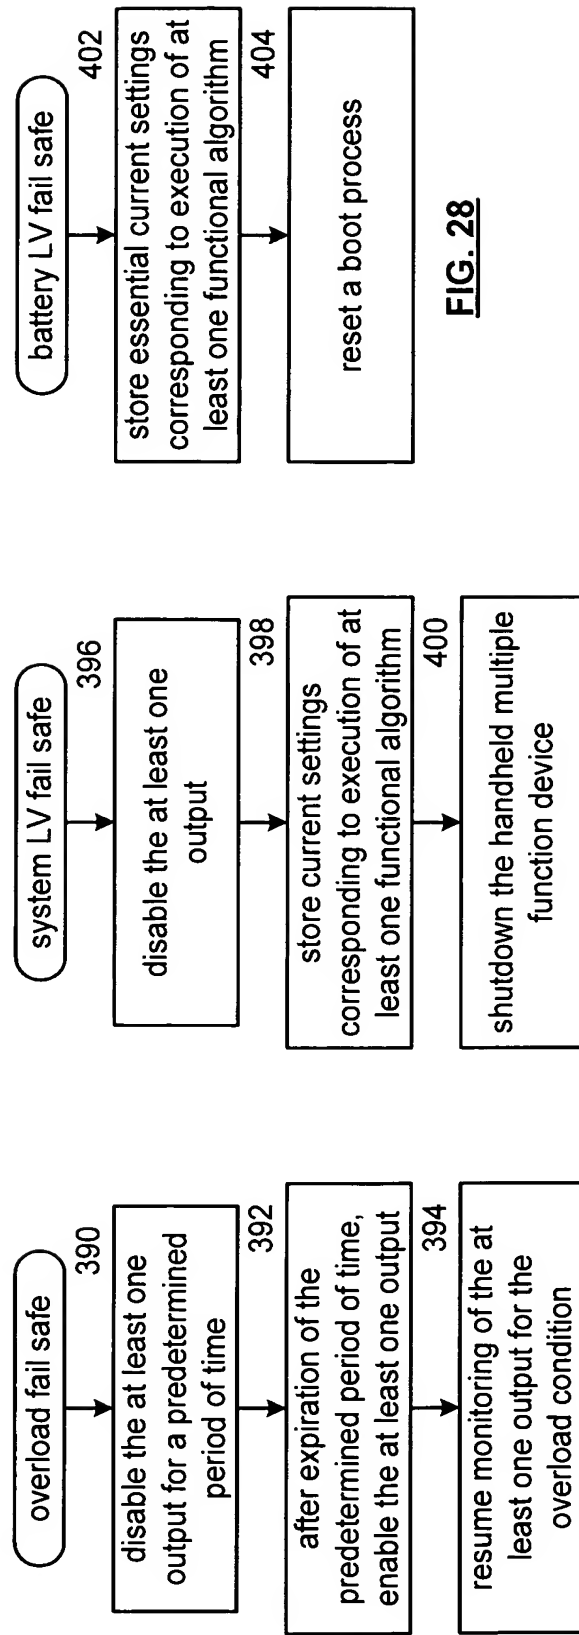 overload fail safe
390
disable the at least one
output for a predetermined
period of time
392
after expiration of the
predetermined period of time,
enable the at least one output
394
resume monitoring of the at
least one output for the
overload condition
system LV fail safe
396
disable the at least one
output
398
store current settings
corresponding to execution of at
least one functional algorithm
400
shutdown the handheld multiple
function device
battery LV fail safe
402
store essential current settings
corresponding to execution of at
least one functional algorithm
404
reset a boot process
FIG. 28